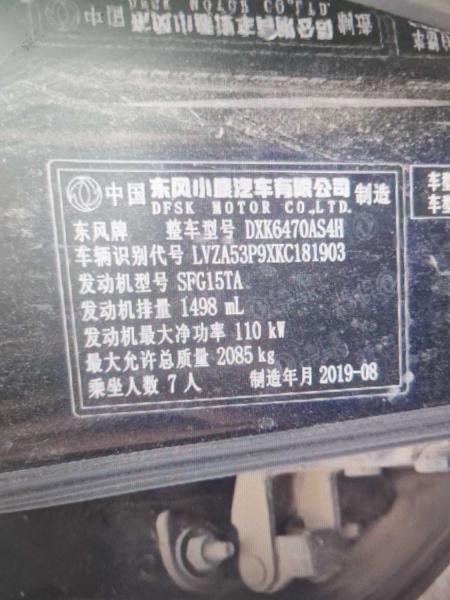 中国 东风小康汽车有限公司 制造
DFSK MOTOR CO.,LTD.
东风牌 整车型号 DXK6470AS4H
车辆识别代号 LVZA53P9XKC181903
发动机型号 SFG15TA
发动机排量 1498 mL
发动机最大净功率 110 kW
最大允许总质量 2085 kg
乘坐人数 7 人 制造年月 2019-08
车型
车型